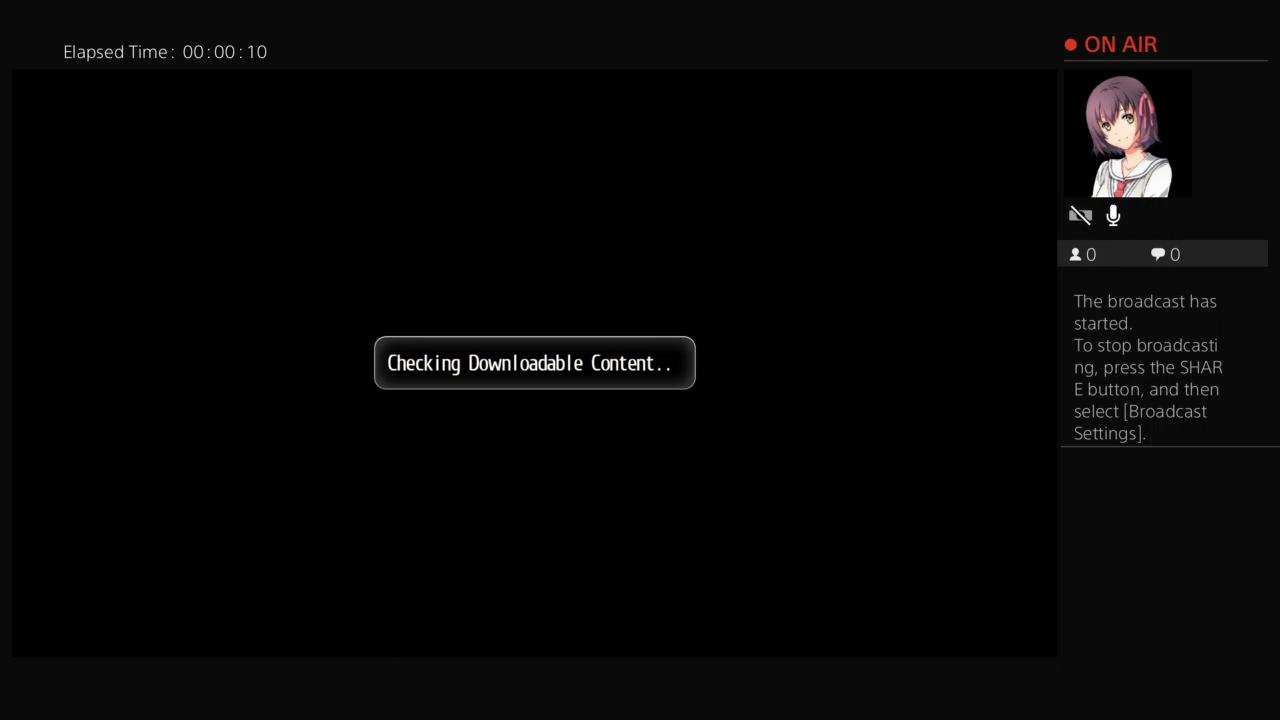 Elapsed Time: 00:00:10
ON AIR
0 0
The broadcast has
started.
To stop broadcasti
ng, press the SHAR
E button, and then
select [Broadcast
Settings].
Checking Downloadable Content..